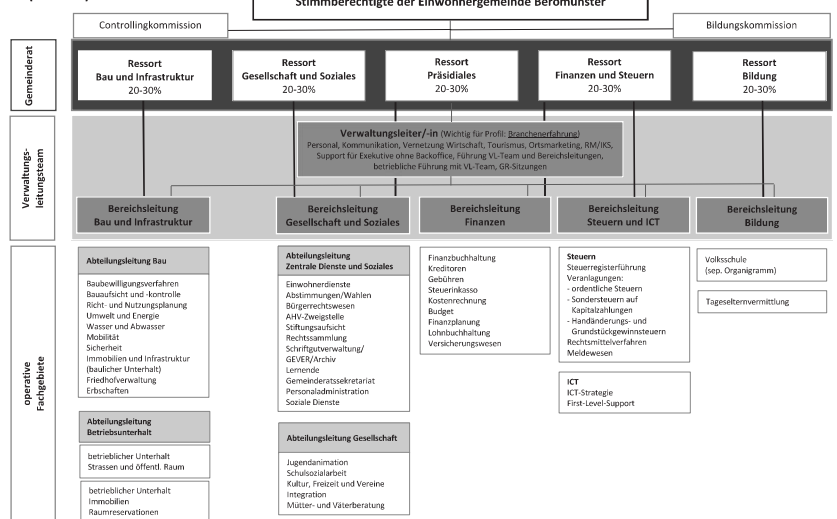 Stimmberechtigte der Einwohnergemeinde Beromünster
Controllingkommission
Bildungskommission
Gemeinderat
Ressort
Bau und Infrastruktur
20-30%
Ressort
Gesellschaft und Soziales
20-30%
Ressort
Präsidiales
20-30%
Ressort
Finanzen und Steuern
20-30%
Ressort
Bildung
20-30%
Verwaltungs-
leitungsteam
Verwaltungsleiter/-in (Wichtig für Profil: Branchenerfahrung)
Personal, Kommunikation, Vernetzung Wirtschaft, Tourismus, Ortsmarketing, RM/IKS,
Support für Exekutive ohne Backoffice, Führung VL-Team und Bereichsleitungen,
betriebliche Führung mit VL-Team, GR-Sitzungen
Bereichsleitung
Bau und Infrastruktur
Bereichsleitung
Gesellschaft und Soziales
Bereichsleitung
Finanzen
Bereichsleitung
Steuern und ICT
Bereichsleitung
Bildung
operative
Fachgebiete
Abteilungsleitung Bau
Baubewilligungsverfahren
Bauaufsicht und -kontrolle
Richt- und Nutzungsplanung
Umwelt und Energie
Wasser und Abwasser
Mobilität
Sicherheit
Immobilien und Infrastruktur
(baulicher Unterhalt)
Friedhofverwaltung
Erbschaften
Abteilungsleitung
Betriebsunterhalt
betrieblicher Unterhalt
Strassen und öffentl. Raum
betrieblicher Unterhalt
Immobilien
Raumreservationen
Abteilungsleitung
Zentrale Dienste und Soziales
Einwohnerdienste
Abstimmungen/Wahlen
Bürgerrechtswesen
AHV-Zweigstelle
Stiftungsaufsicht
Rechtssammlung
Schriftgutverwaltung/
GEVER/Archiv
Lernende
Gemeinderatssekretariat
Personaladministration
Soziale Dienste
Abteilungsleitung Gesellschaft
Jugendanimation
Schulsozialarbeit
Kultur, Freizeit und Vereine
Integration
Mütter- und Väterberatung
Finanzbuchhaltung
Kreditoren
Gebühren
Steuerinkasso
Kostenrechnung
Budget
Finanzplanung
Lohnbuchhaltung
Versicherungswesen
Steuern
Steuerregisterführung
Veranlagungen:
- ordentliche Steuern
- Sondersteuern auf
Kapitalzahlungen
- Handänderungs- und
Grundstückgewinnsteuern
Rechtsmittelverfahren
Meldewesen
ICT
ICT-Strategie
First-Level-Support
Volksschule
(sep. Organigramm)
Tageselternvermittlung